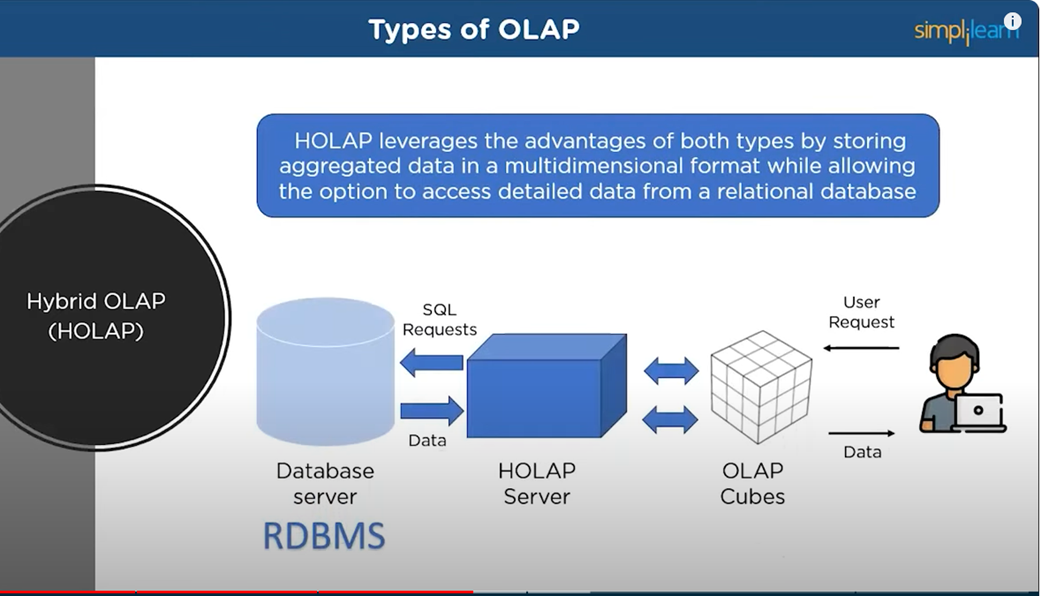 Types of OLAP
simplilearn
HOLAP leverages the advantages of both types by storing
aggregated data in a multidimensional format while allowing
the option to access detailed data from a relational database
Hybrid OLAP
(HOLAP)
SQL
Requests
Data
User
Request
Data
Database
server
HOLAP
Server
OLAP
Cubes
RDBMS